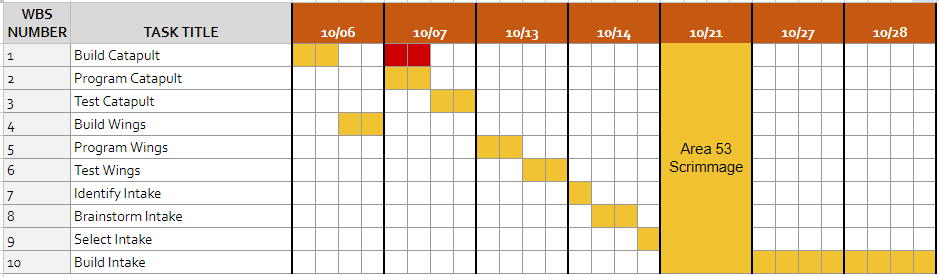 WBS NUMBER TASK TITLE 10/06 10/07 10/13 10/14 10/21 10/27 10/28
1 Build Catapult
2 Program Catapult
3 Test Catapult
4 Build Wings
5 Program Wings
6 Test Wings
7 Identify Intake
8 Brainstorm Intake
9 Select Intake
10 Build Intake
Area 53
Scrimmage